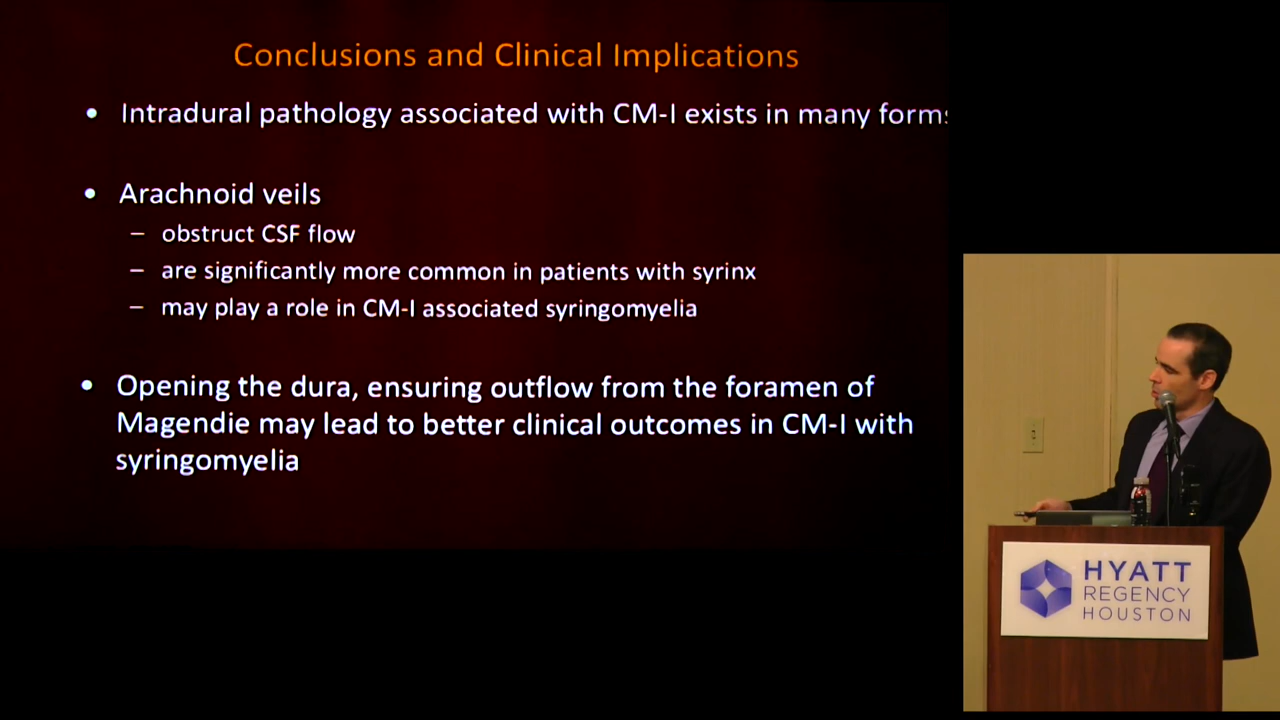 Conclusions and Clinical Implications
• Intradural pathology associated with CM-I exists in many forms
• Arachnoid veils
– obstruct CSF flow
– are significantly more common in patients with syrinx
– may play a role in CM-I associated syringomyelia
• Opening the dura, ensuring outflow from the foramen of
Magendie may lead to better clinical outcomes in CM-I with
syringomyelia
HYATT
REGENCY
HOUSTON